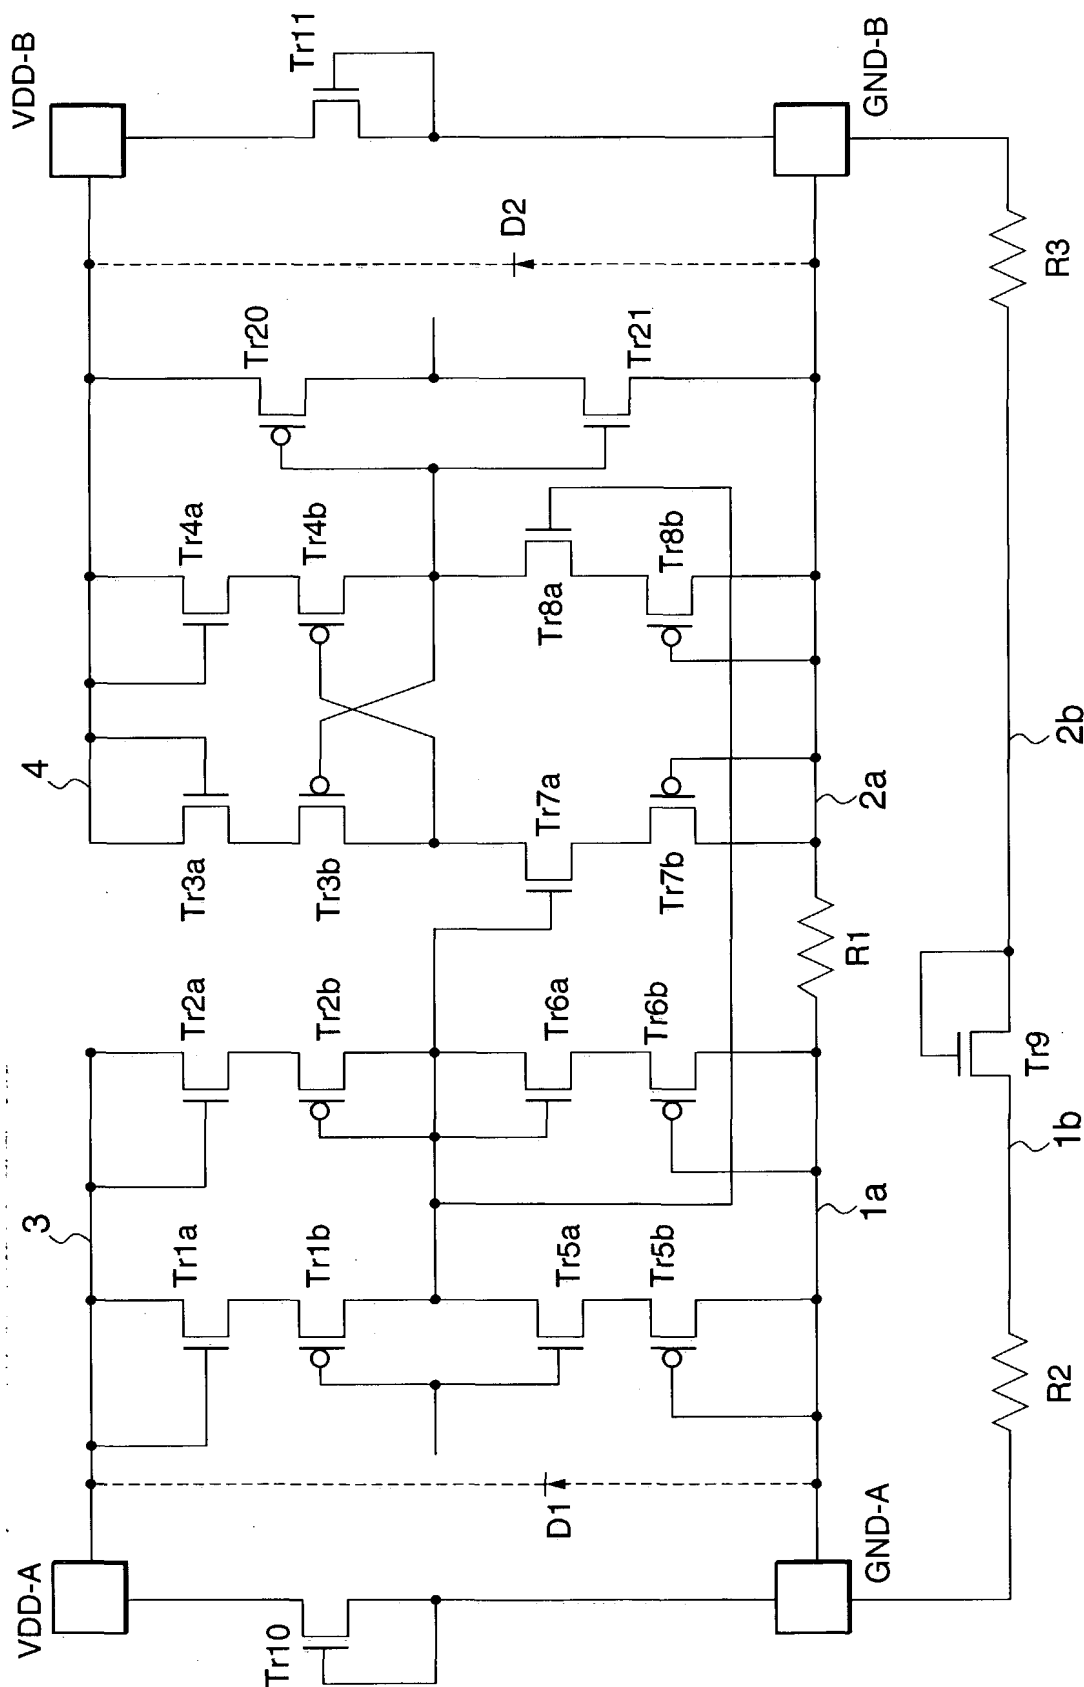 VDD-A
VDD-B
3
4
Tr10
Tr11
Tr1a
Tr2a
Tr3a
Tr4a
Tr20
Tr1b
Tr2b
Tr3b
Tr4b
D1
D2
Tr5a
Tr6a
Tr7a
Tr8a
Tr21
Tr5b
Tr6b
Tr7b
Tr8b
GND-A
1a
R1
2a
GND-B
R2
1b
Tr9
2b
R3